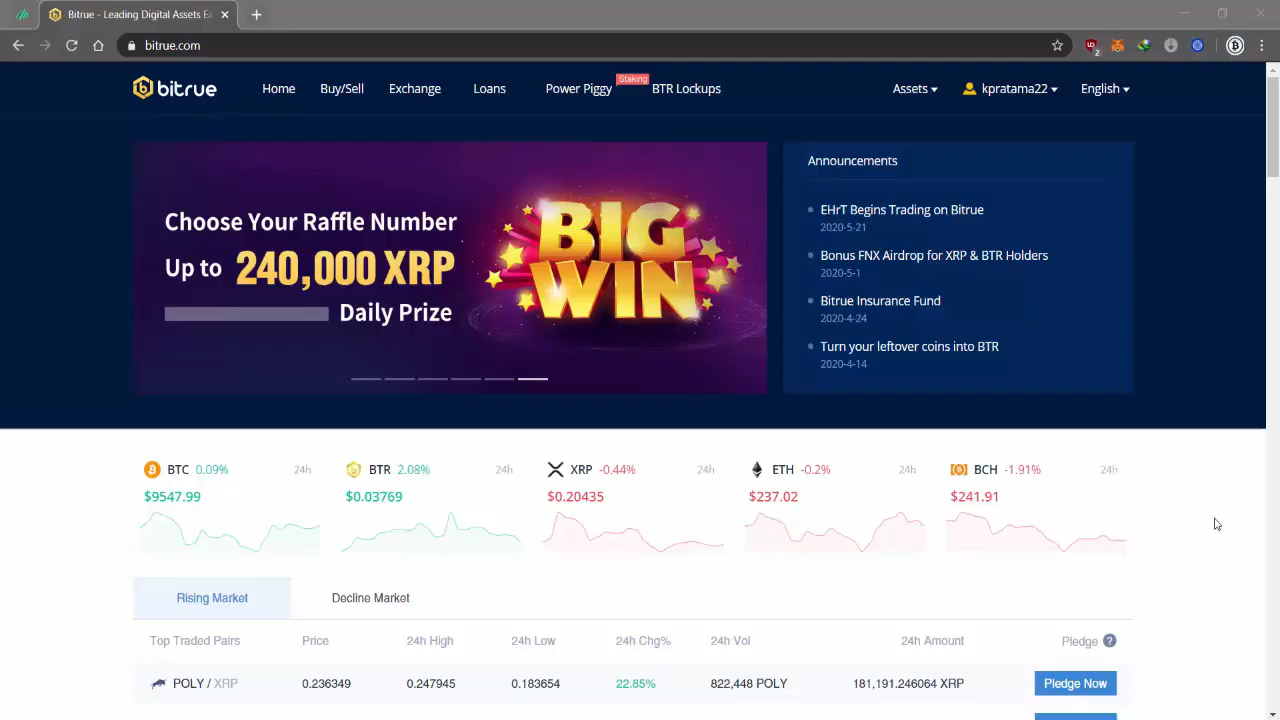 Bitrue - Leading Digital Assets E
bitrue.com
2
bitrue
Home
Buy/Sell
Exchange
Loans
Power Piggy
Staking
BTR Lockups
Assets
kpratama22
English
Choose Your Raffle Number
Up to 240,000 XRP
Daily Prize
BIG
WIN
Announcements
EHrT Begins Trading on Bitrue
2020-5-21
Bonus FNX Airdrop for XRP & BTR Holders
2020-5-1
Bitrue Insurance Fund
2020-4-24
Turn your leftover coins into BTR
2020-4-14
BTC 0.09% 24h
$9547.99
BTR 2.08% 24h
$0.03769
XRP -0.44% 24h
$0.20435
ETH -0.2% 24h
$237.02
BCH -1.91% 24h
$241.91
Rising Market
Decline Market
Top Traded Pairs Price 24h High 24h Low 24h Chg% 24h Vol 24h Amount Pledge ?
POLY / XRP 0.236349 0.247945 0.183654 22.85% 822,448 POLY 181,191.246064 XRP Pledge Now